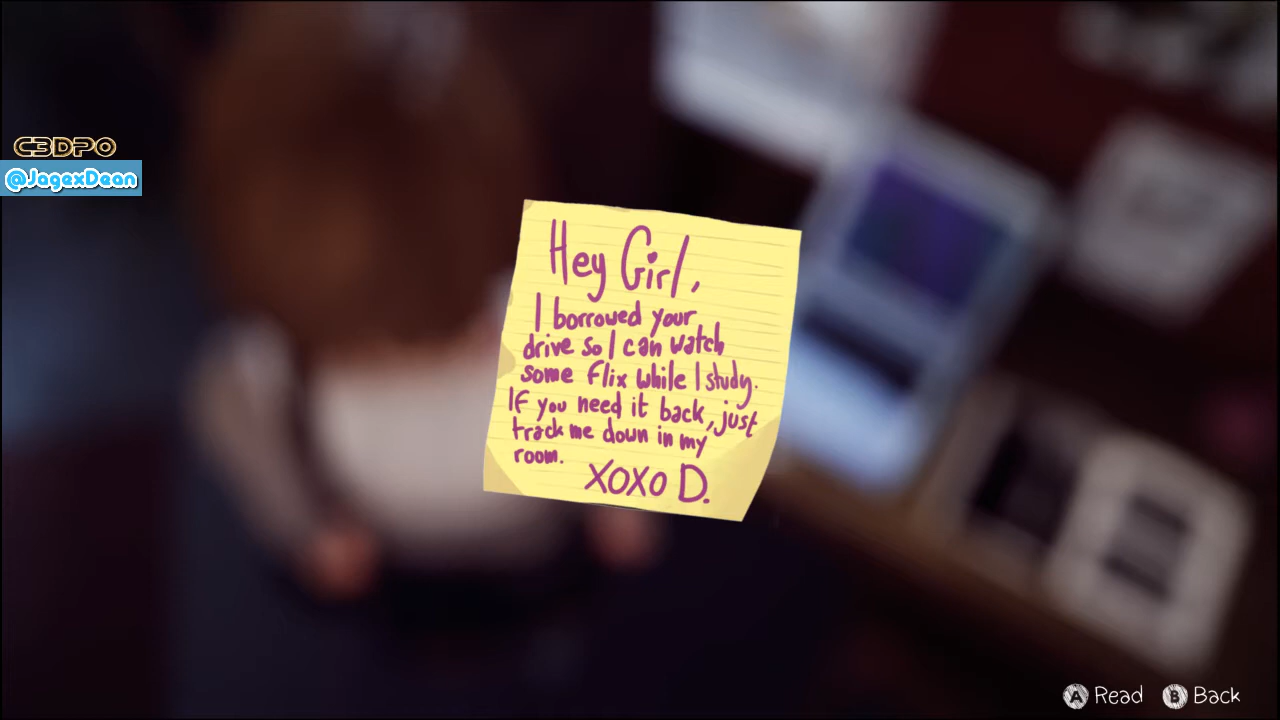 C3DPO
@JagexDean
Hey Girl,
I borrowed your
drive so I can watch
some flix while I study.
If you need it back, just
track me down in my
room.
XOXO D.
A Read B Back